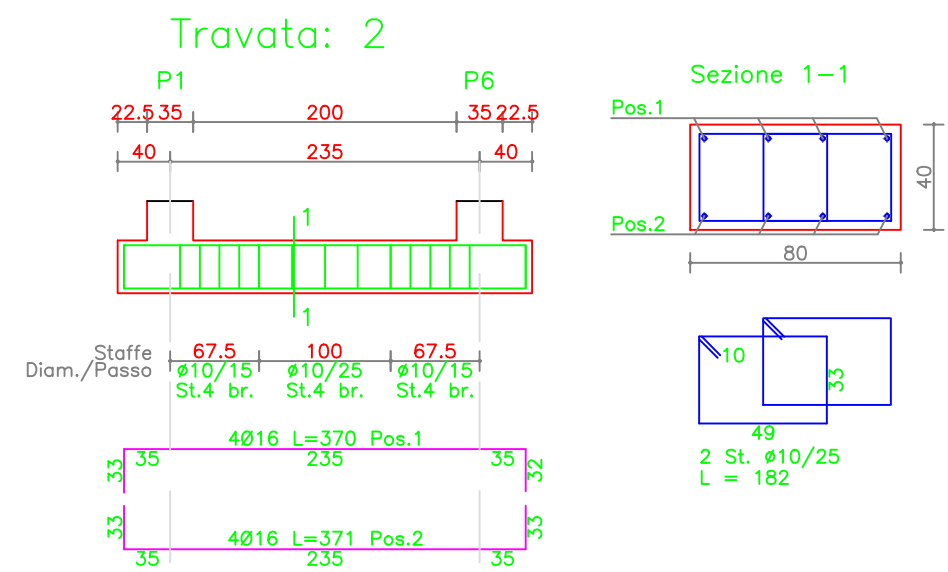 Travata: 2
P1 P6
22.5 35 200 35 22.5
40 235 40
1
1
Staffe
Diam./Passo
67.5 100 67.5
ø10/15 ø10/25 ø10/15
St.4 br. St.4 br. St.4 br.
4Ø16 L=370 Pos.1
33 35 235 35 32
4Ø16 L=371 Pos.2
33 35 235 35 33
Sezione 1-1
Pos.1
Pos.2
40
80
10
33
49
2 St. ø10/25
L = 182